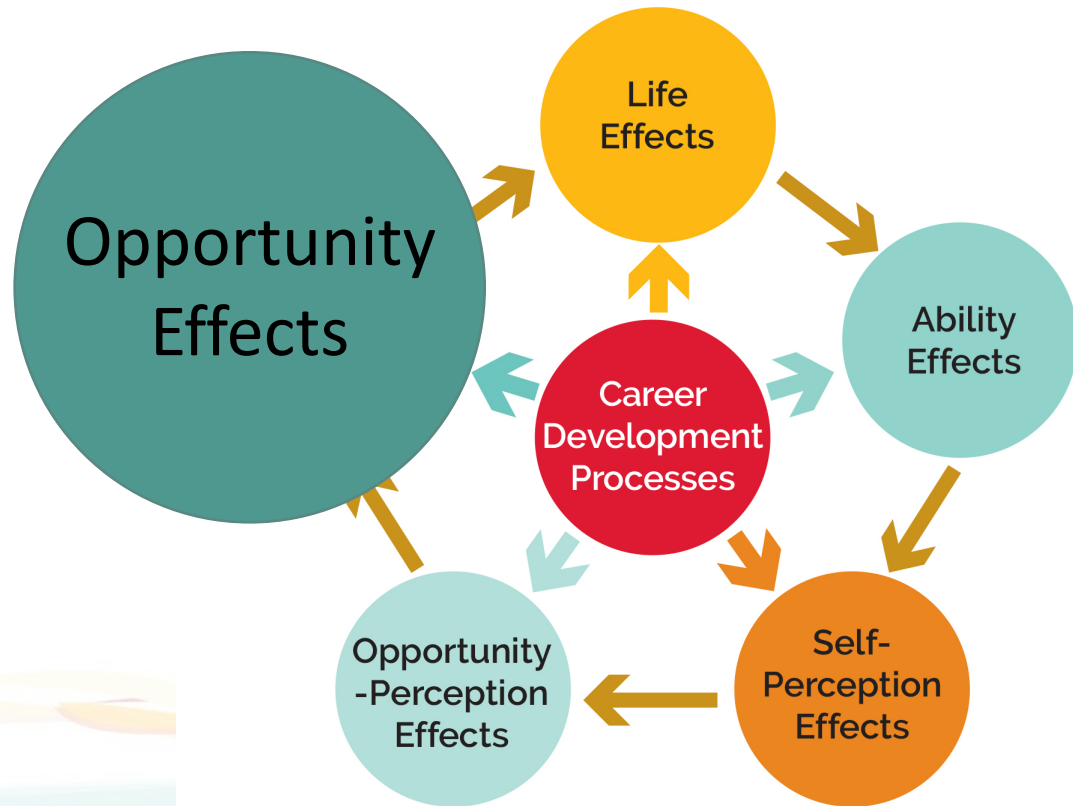 Opportunity
Effects
Life
Effects
Ability
Effects
Career
Development
Processes
Opportunity
-Perception
Effects
Self-
Perception
Effects